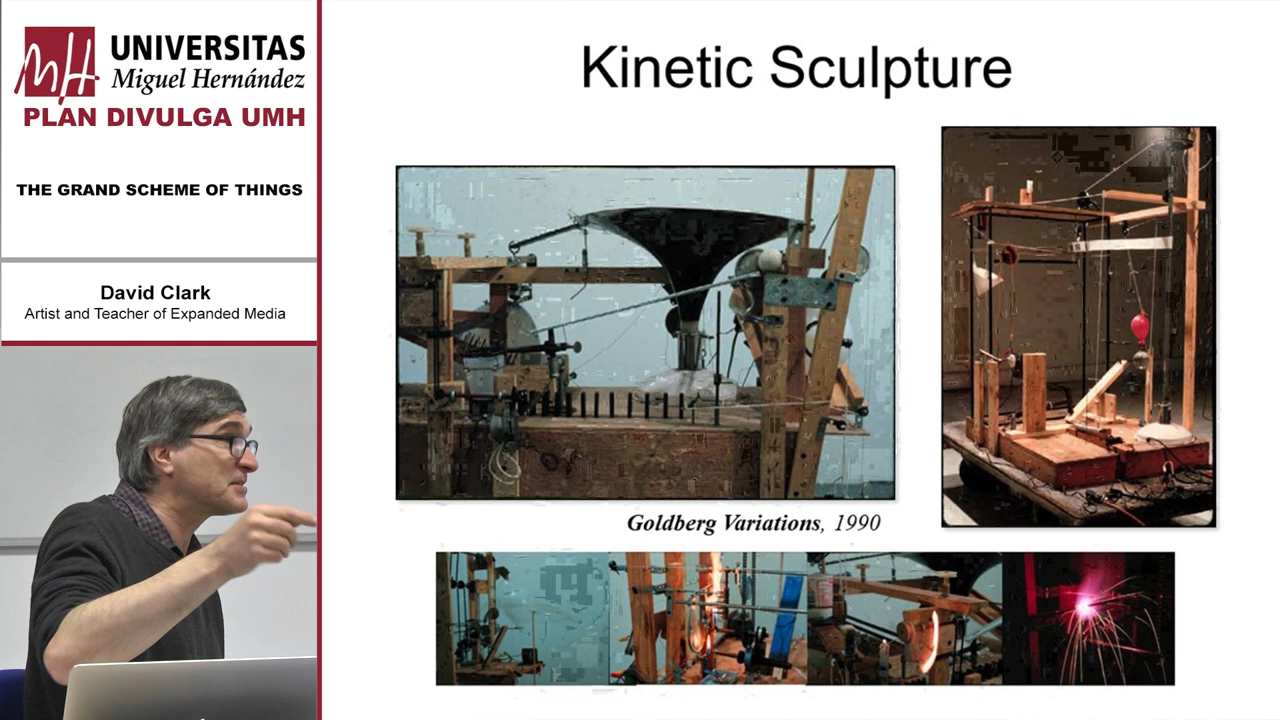 UNIVERSITAS
Miguel Hernández
PLAN DIVULGA UMH
THE GRAND SCHEME OF THINGS
David Clark
Artist and Teacher of Expanded Media
Kinetic Sculpture
Goldberg Variations, 1990